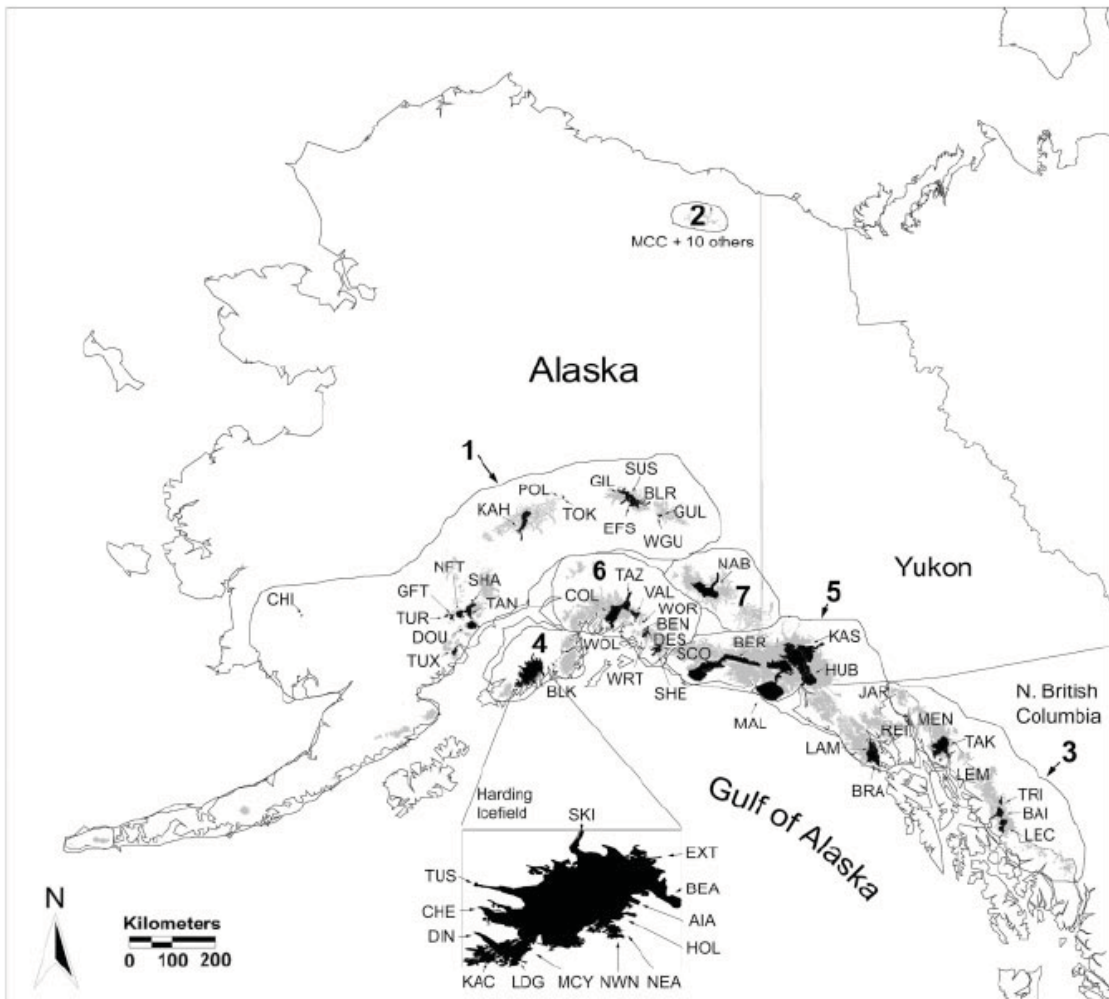 2
MCC + 10 others
Alaska
1
SUS
GIL
BLR
POL
KAH
TOK
GUL
EFS
WGU
NFT
SHA
GFT
TAN
TUR
DOU
TUX
CHI
6
TAZ
COL
VAL
WOR
BEN
DES
SCO
WOL
WRT
SHE
4
BLK
NAB
7
Yukon
5
BER
KAS
HUB
MAL
JAR
N. British
Columbia
MEN
REI
TAK
LAM
3
LEM
BRA
TRI
BAI
LEC
Gulf of Alaska
Harding
Icefield
SKI
EXT
TUS
BEA
CHE
AIA
DIN
HOL
KAC
LDG
MCY
NWN
NEA
N
Kilometers
0 100 200